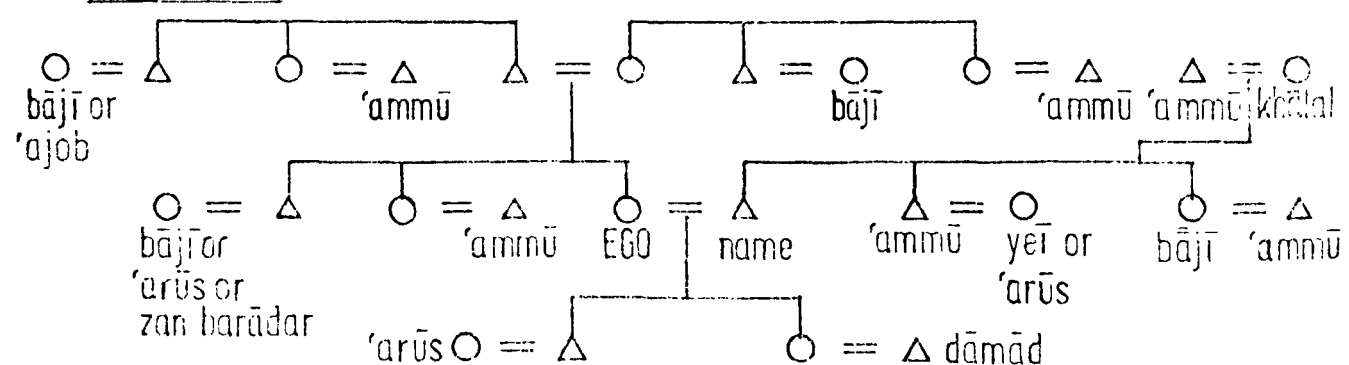 bājī or
'ajob
'ammū
bājī
'ammū
'ammū
khālal
bājī or
'arūs or
zan barādar
'ammū
EGO
name
'ammū
yeī or
'arūs
bājī
'ammū
'arūs
dāmād